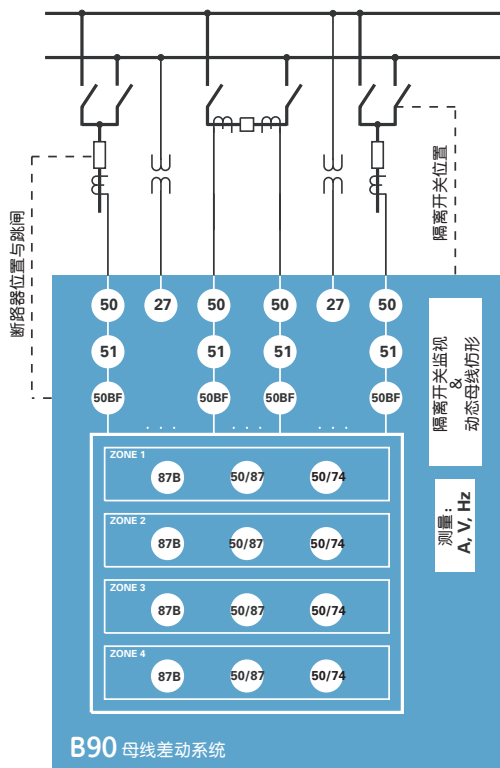 断路器位置与跳闸
隔离开关位置
50 27 50 50 27 50
51 51 51 51
50BF 50BF 50BF 50BF
. . . . . . . . .
隔离开关监视
&
动态母线仿形
测量:
A, V, Hz
ZONE 1
87B 50/87 50/74
ZONE 2
87B 50/87 50/74
ZONE 3
87B 50/87 50/74
ZONE 4
87B 50/87 50/74
B90 母线差动系统